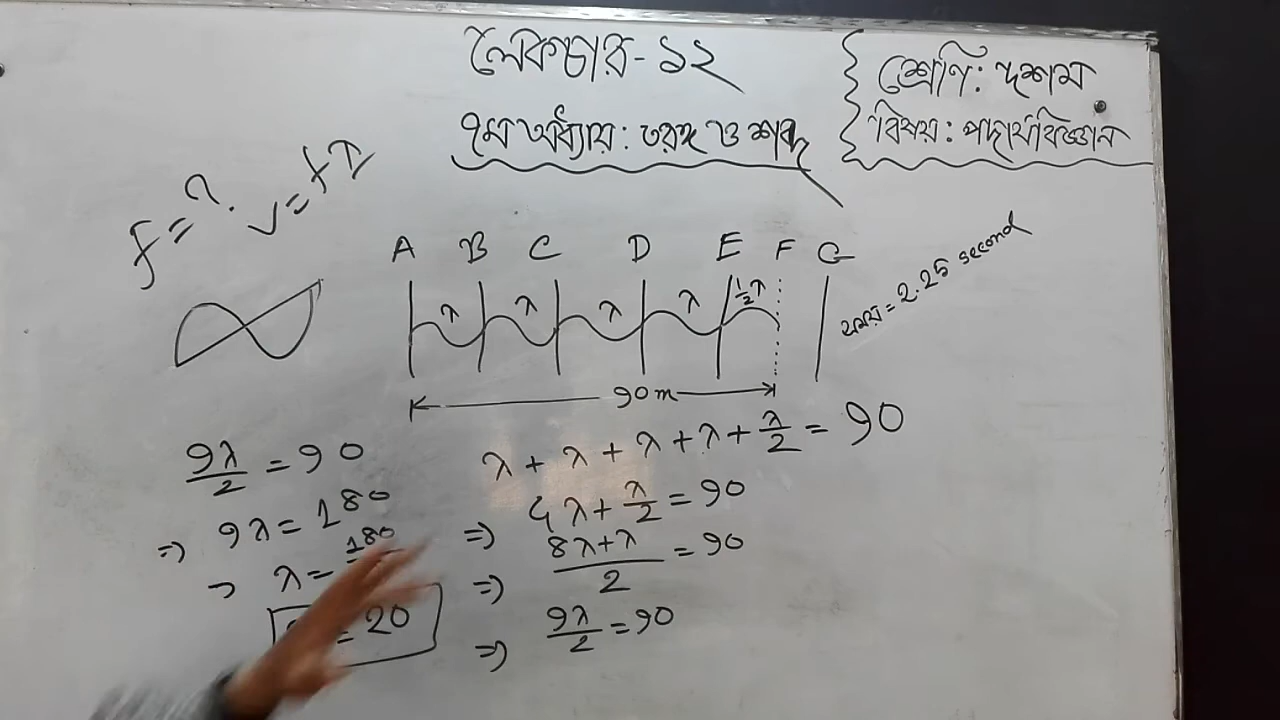 লেকচার-১২
৭ম অধ্যায়: তরঙ্গ ও শব্দ
শ্রেণি: দশম
বিষয়: পদার্থবিজ্ঞান
f=?
v=fλ
A B C D E F G
λ λ λ λ ½λ
সময়= 2.25 second
90m
λ + λ + λ + λ + λ/2 = 90
=> 4λ + λ/2 = 90
=> (8λ+λ)/2 = 90
=> 9λ/2 = 90
9λ/2 = 90
=> 9λ = 180
λ = 180
= 20